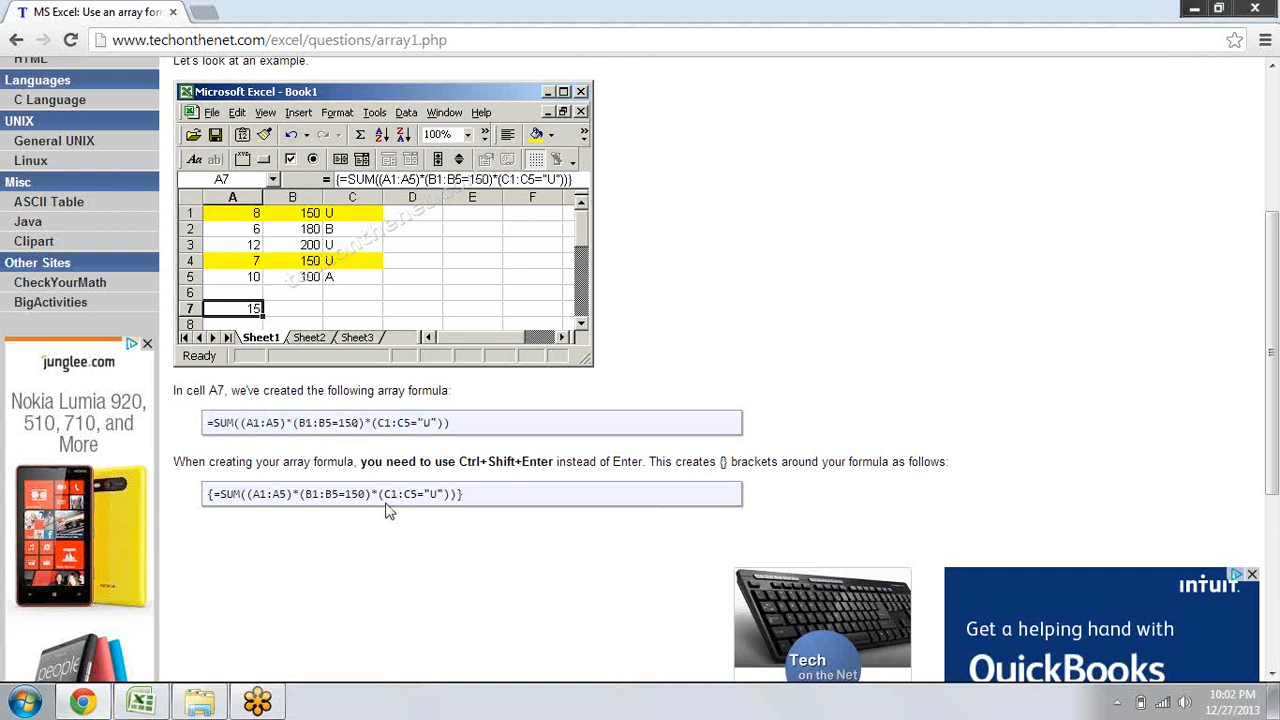 MS Excel: Use an array for
www.techonthenet.com/excel/questions/array1.php
HTML
Languages
C Language
UNIX
General UNIX
Linux
Misc
ASCII Table
Java
Clipart
Other Sites
CheckYourMath
BigActivities
junglee.com
Nokia Lumia 920,
510, 710, and
More
people
Let's look at an example.
Microsoft Excel - Book1
File Edit View Insert Format Tools Data Window Help
100%
Aa ab
A7 = {=SUM((A1:A5)*(B1:B5=150)*(C1:C5="U"))}
A B C D E F
1 8 150 U
2 6 180 B
3 12 200 U
4 7 150 U
5 10 100 A
6
7 15
8
techonthenet.com
Sheet1 Sheet2 Sheet3
Ready
In cell A7, we've created the following array formula:
=SUM((A1:A5)*(B1:B5=150)*(C1:C5="U"))
When creating your array formula, you need to use Ctrl+Shift+Enter instead of Enter. This creates {} brackets around your formula as follows:
{=SUM((A1:A5)*(B1:B5=150)*(C1:C5="U"))}
Tech
on the Net
intuit.
Get a helping hand with
QuickBooks
10:02 PM
12/27/2013